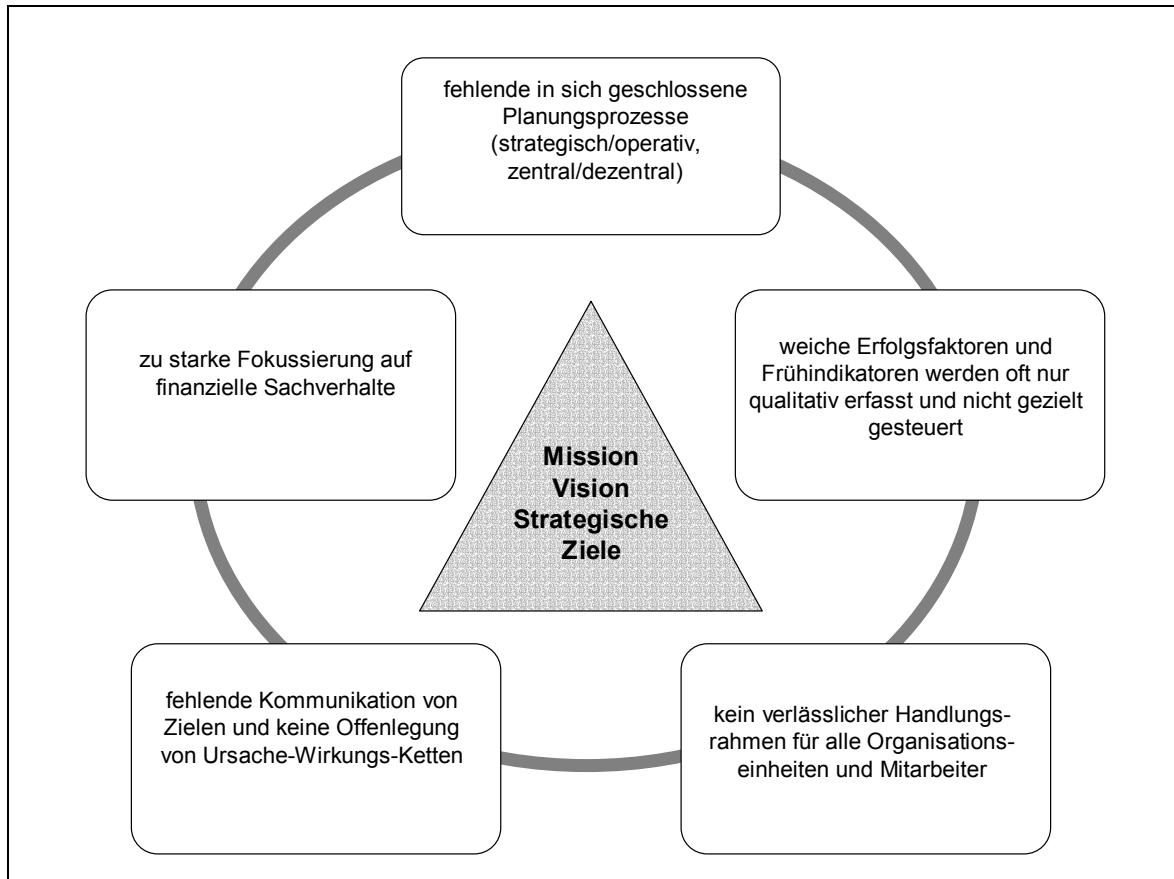 fehlende in sich geschlossene
Planungsprozesse
(strategisch/operativ,
zentral/dezentral)
zu starke Fokussierung auf
finanzielle Sachverhalte
weiche Erfolgsfaktoren und
Frühindikatoren werden oft nur
qualitativ erfasst und nicht gezielt
gesteuert
Mission
Vision
Strategische
Ziele
fehlende Kommunikation von
Zielen und keine Offenlegung
von Ursache-Wirkungs-Ketten
kein verlässlicher Handlungs-
rahmen für alle Organisations-
einheiten und Mitarbeiter